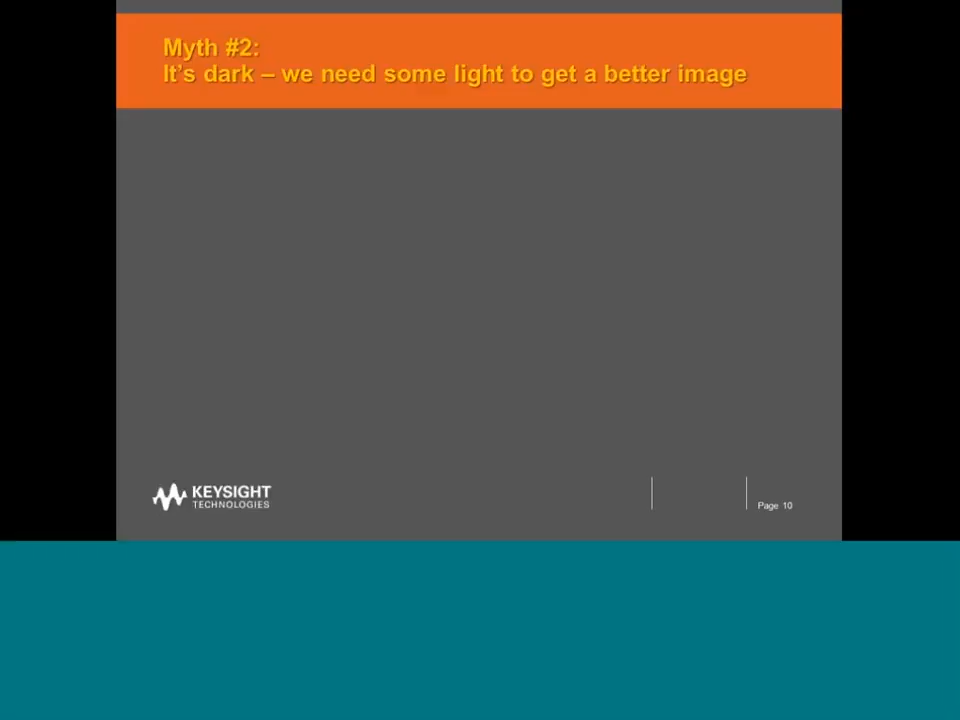 Myth #2:
It's dark – we need some light to get a better image
KEYSIGHT
TECHNOLOGIES
Page 10